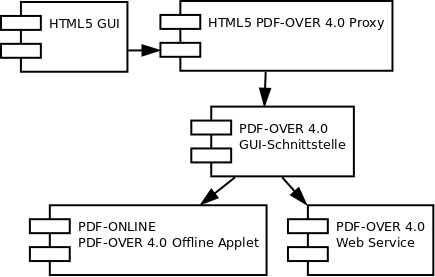 HTML5 GUI
HTML5 PDF-OVER 4.0 Proxy
PDF-OVER 4.0
GUI-Schnittstelle
PDF-ONLINE
PDF-OVER 4.0 Offline Applet
PDF-OVER 4.0
Web Service